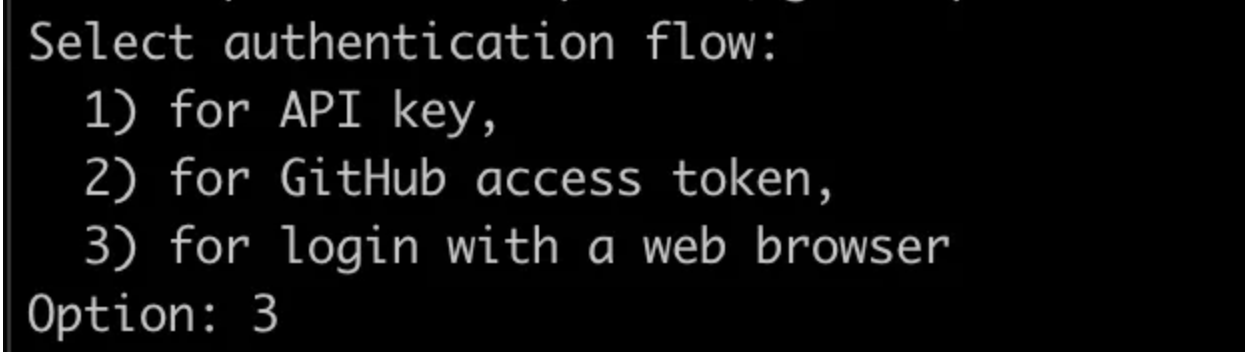 Select authentication flow:
1) for API key,
2) for GitHub access token,
3) for login with a web browser
Option: 3